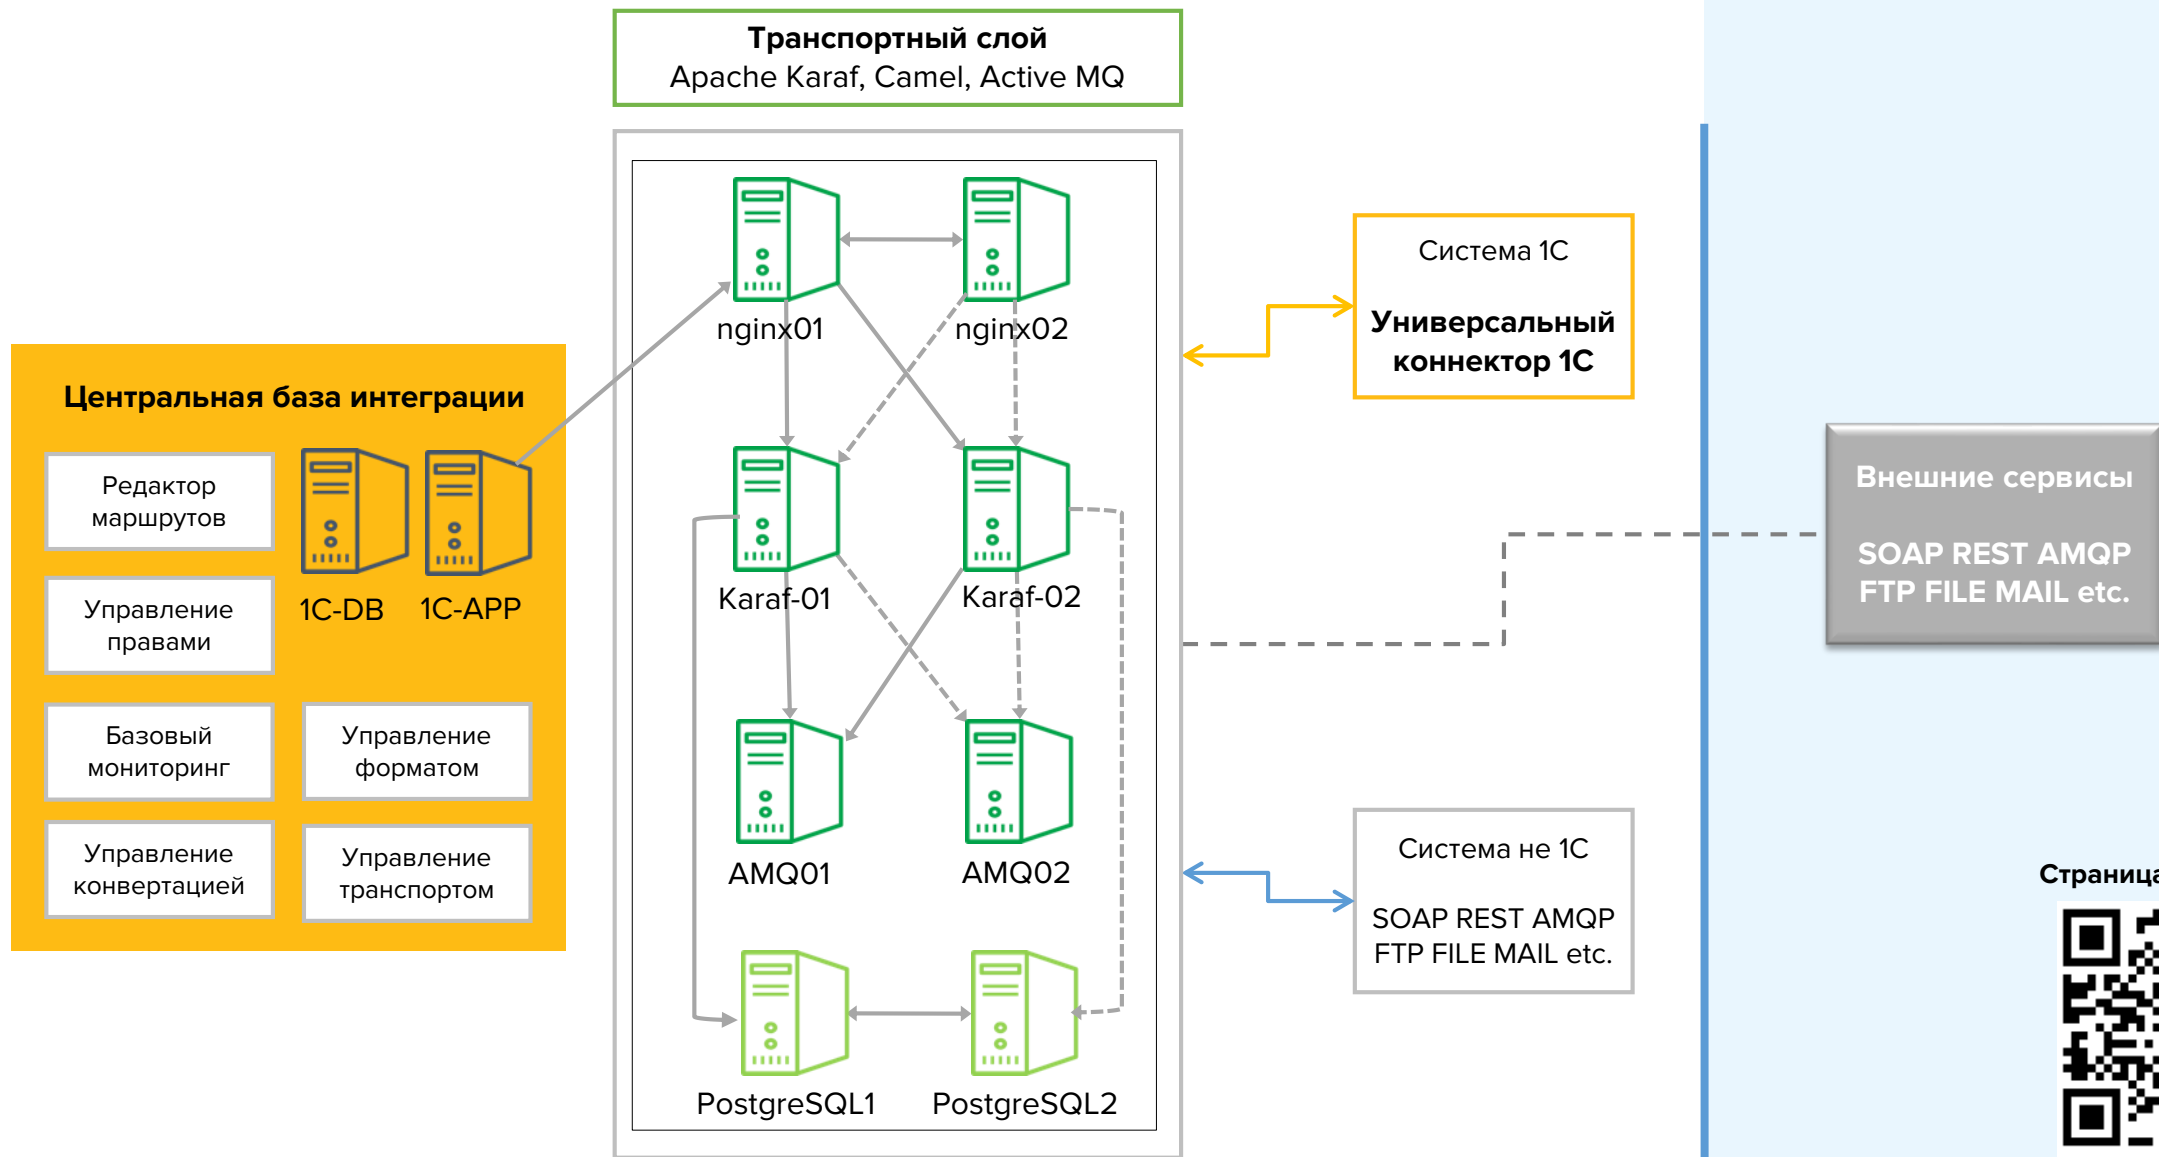 Транспортный слой
Apache Karaf, Camel, Active MQ
Центральная база интеграции
Редактор
маршрутов
Управление
правами
1C-DB
1C-APP
Базовый
мониторинг
Управление
форматом
Управление
конвертацией
Управление
транспортом
nginx01
nginx02
Karaf-01
Karaf-02
AMQ01
AMQ02
PostgreSQL1
PostgreSQL2
Система 1С
Универсальный
коннектор 1С
Система не 1С
SOAP REST AMQP
FTP FILE MAIL etc.
Внешние сервисы
SOAP REST AMQP
FTP FILE MAIL etc.
Страница